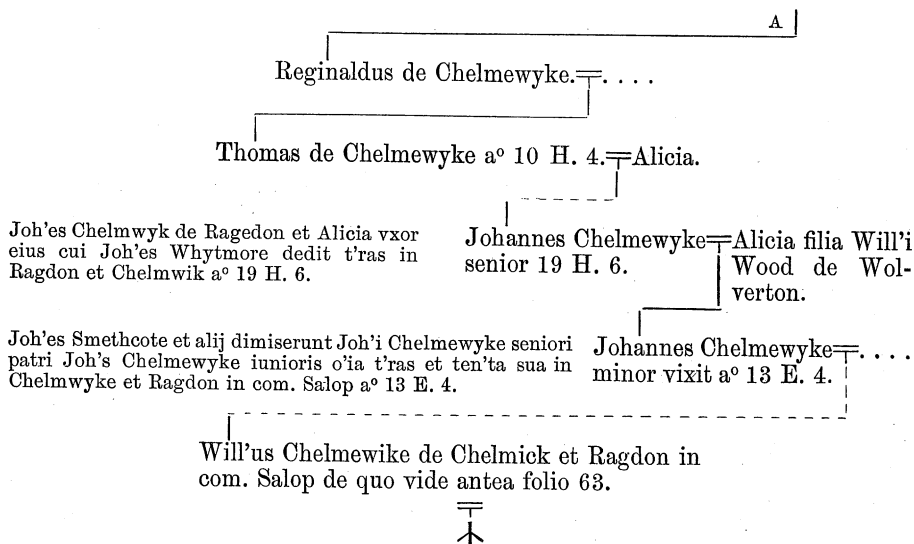 A
Reginaldus de Chelmewyke. . . . .
Thomas de Chelmewyke aº 10 H. 4. Alicia.
Joh'es Chelmwyk de Ragedon et Alicia vxor
eius cui Joh'es Whytmore dedit t'ras in
Ragdon et Chelmwik aº 19 H. 6.
Johannes Chelmewyke
senior 19 H. 6.
Alicia filia Will'i
Wood de Wol-
verton.
Joh'es Smethcote et alij dimiserunt Joh'i Chelmewyke seniori
patri Joh's Chelmewyke iunioris o'ia t'ras et ten'ta sua in
Chelmwyke et Ragdon in com. Salop aº 13 E. 4.
Johannes Chelmewyke . . . .
minor vixit aº 13 E. 4.
Will'us Chelmewike de Chelmick et Ragdon in
com. Salop de quo vide antea folio 63.